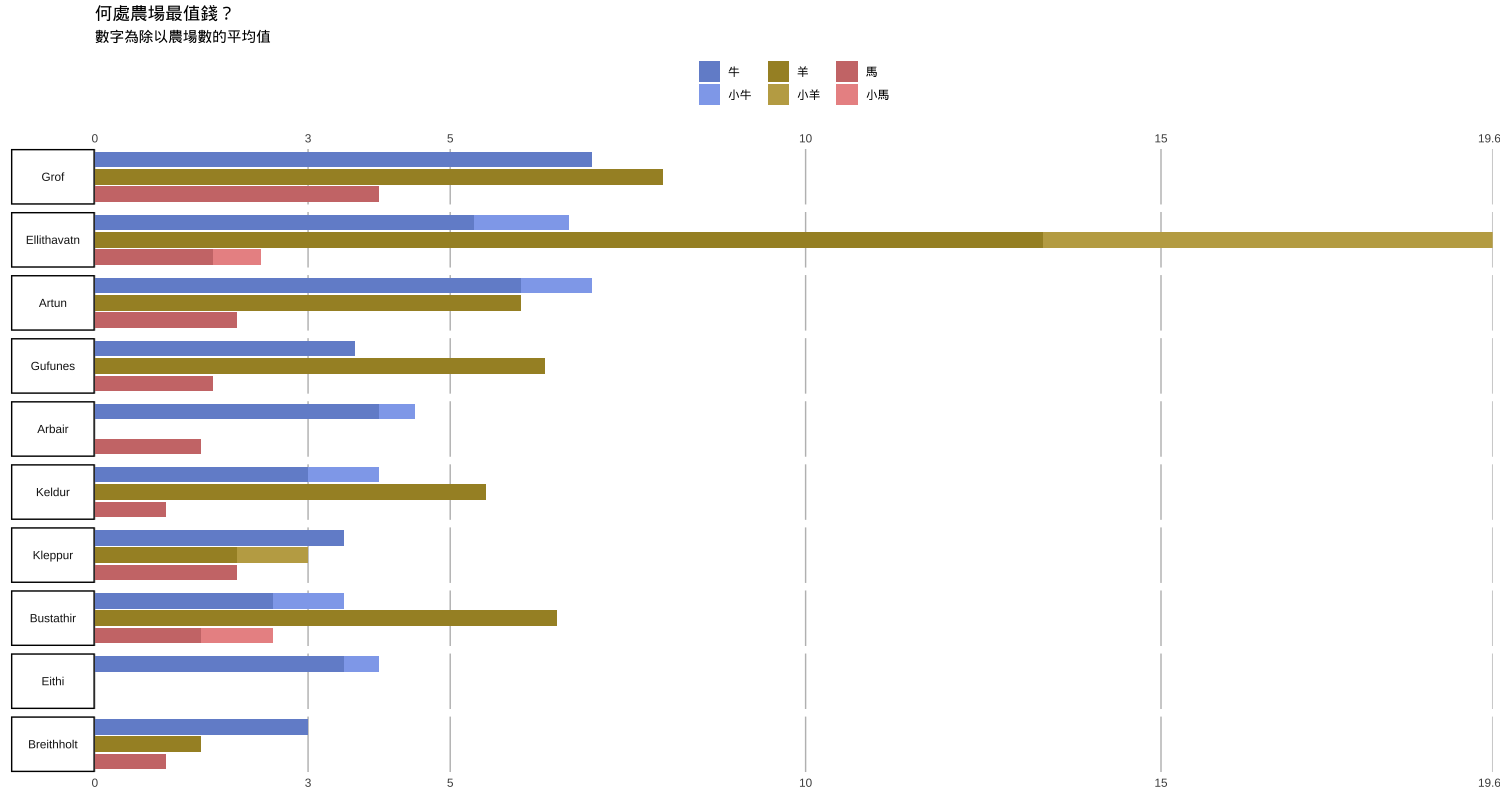 何處農場最值錢？
數字為除以農場數的平均值
牛 羊 馬
小牛 小羊 小馬
0 3 5 10 15 19.6
Grof
Ellithavatn
Artun
Gufunes
Arbair
Keldur
Kleppur
Bustathir
Eithi
Breithholt
0 3 5 10 15 19.6